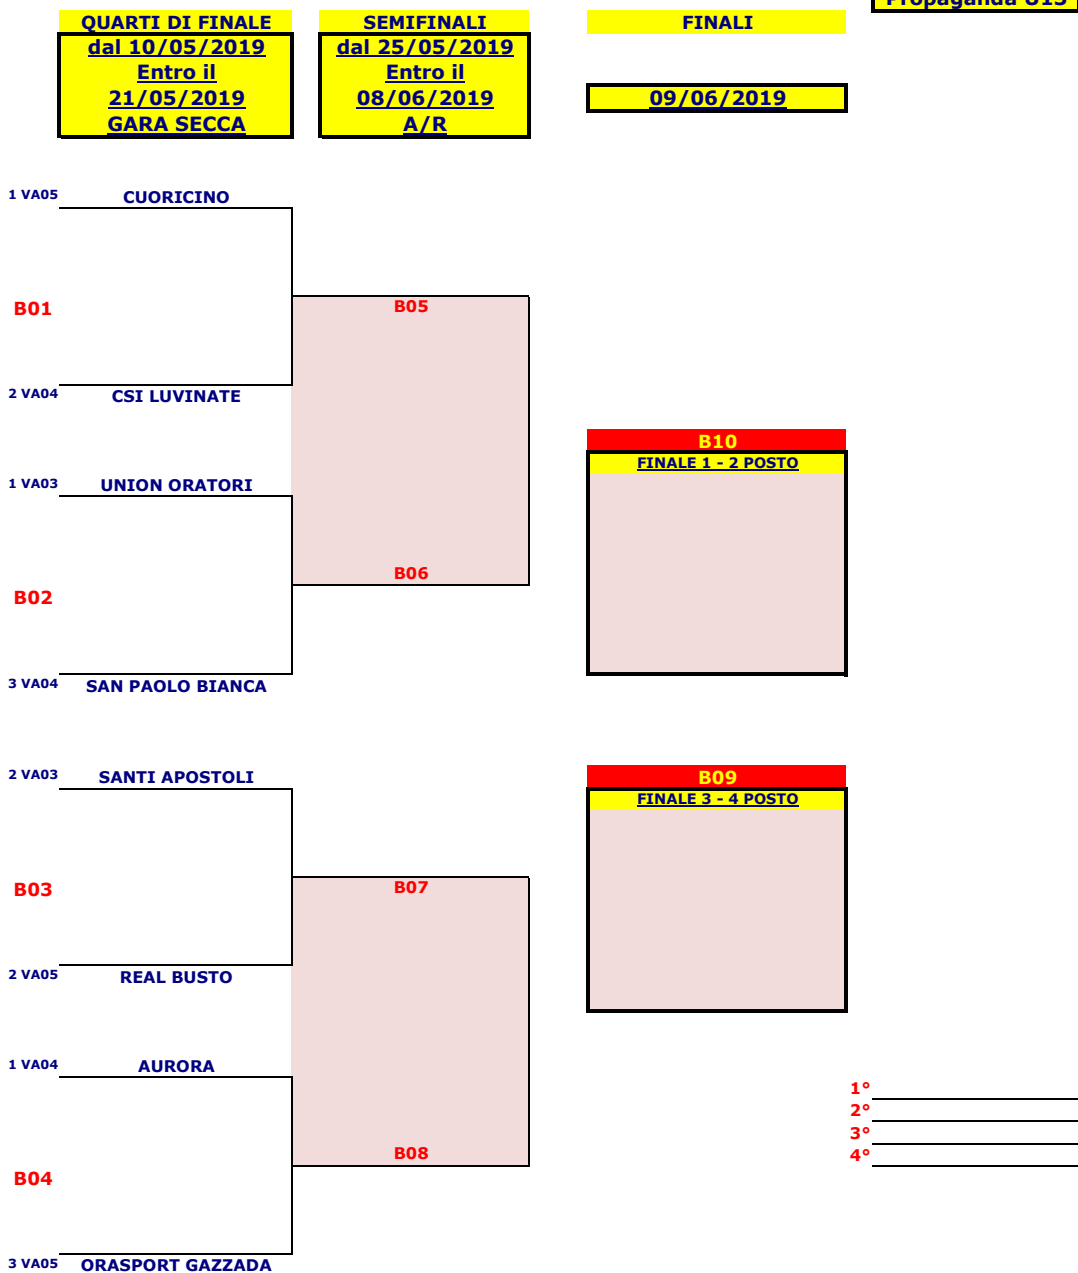 Propaganda U13
QUARTI DI FINALE
SEMIFINALI
FINALI
dal 10/05/2019
Entro il
21/05/2019
GARA SECCA
dal 25/05/2019
Entro il
08/06/2019
A/R
09/06/2019
1 VA05 CUORICINO
B01
B05
2 VA04 CSI LUVINATE
B10
FINALE 1 - 2 POSTO
1 VA03 UNION ORATORI
B06
B02
3 VA04 SAN PAOLO BIANCA
2 VA03 SANTI APOSTOLI
B09
FINALE 3 - 4 POSTO
B03
B07
2 VA05 REAL BUSTO
1 VA04 AURORA
1°
2°
3°
4°
B08
B04
3 VA05 ORASPORT GAZZADA